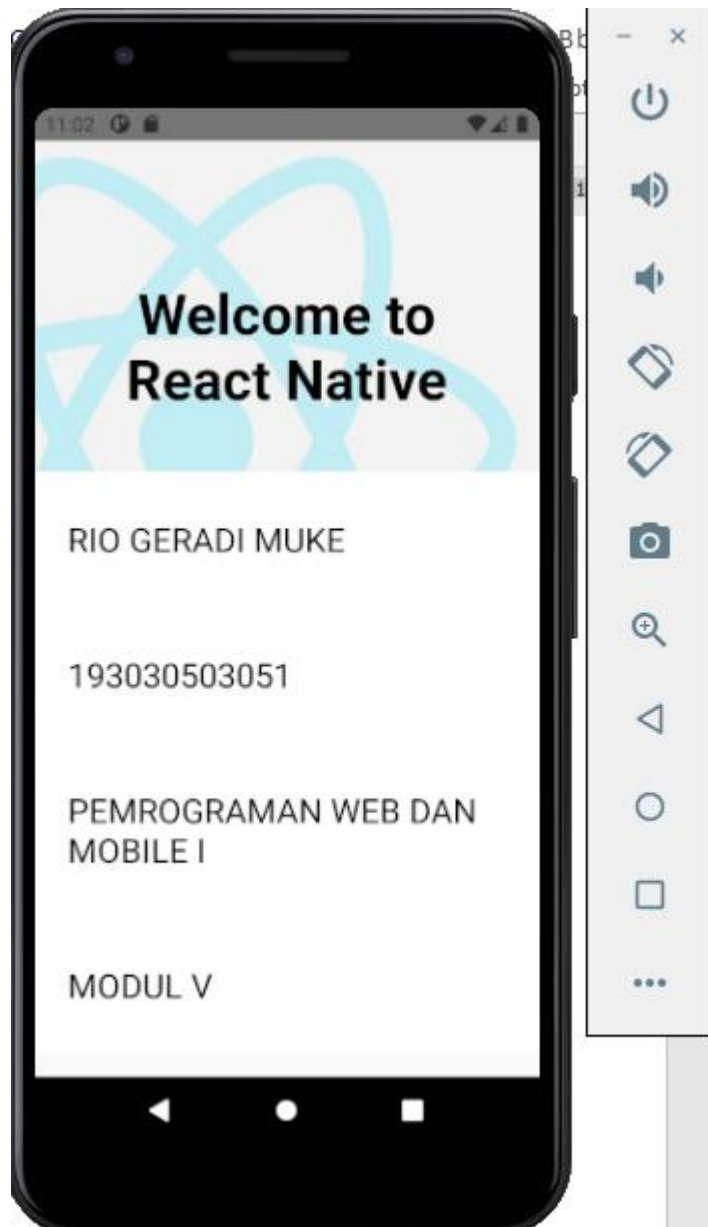 11:02
Welcome to
React Native
RIO GERADI MUKE
193030503051
PEMROGRAMAN WEB DAN
MOBILE I
MODUL V